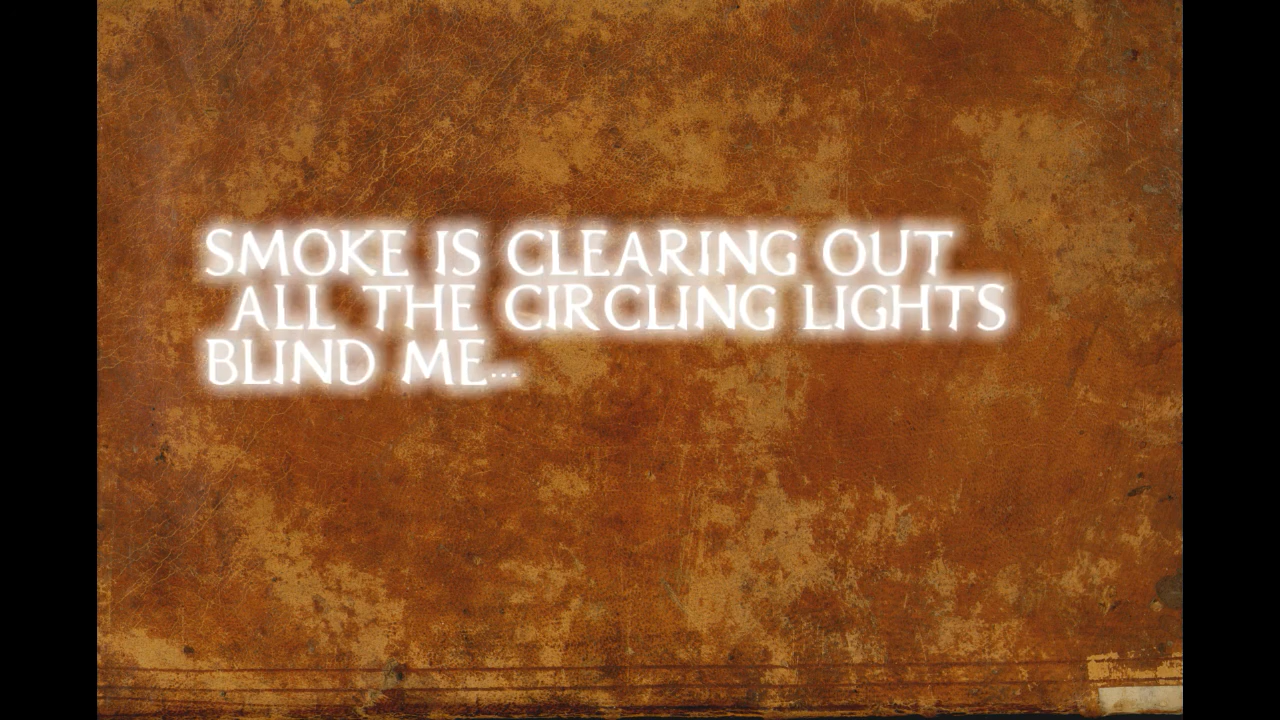 SMOKE IS CLEARING OUT
ALL THE CIRCLING LIGHTS
BLIND ME...